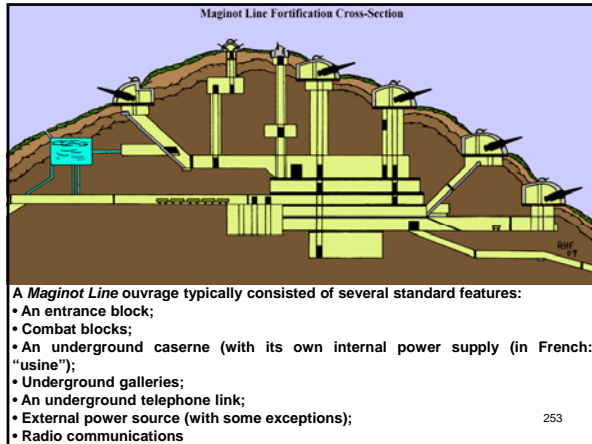 Maginot Line Fortification Cross-Section
RHF
09
A Maginot Line ouvrage typically consisted of several standard features:
• An entrance block;
• Combat blocks;
• An underground caserne (with its own internal power supply (in French:
“usine”);
• Underground galleries;
• An underground telephone link;
• External power source (with some exceptions);
• Radio communications
253